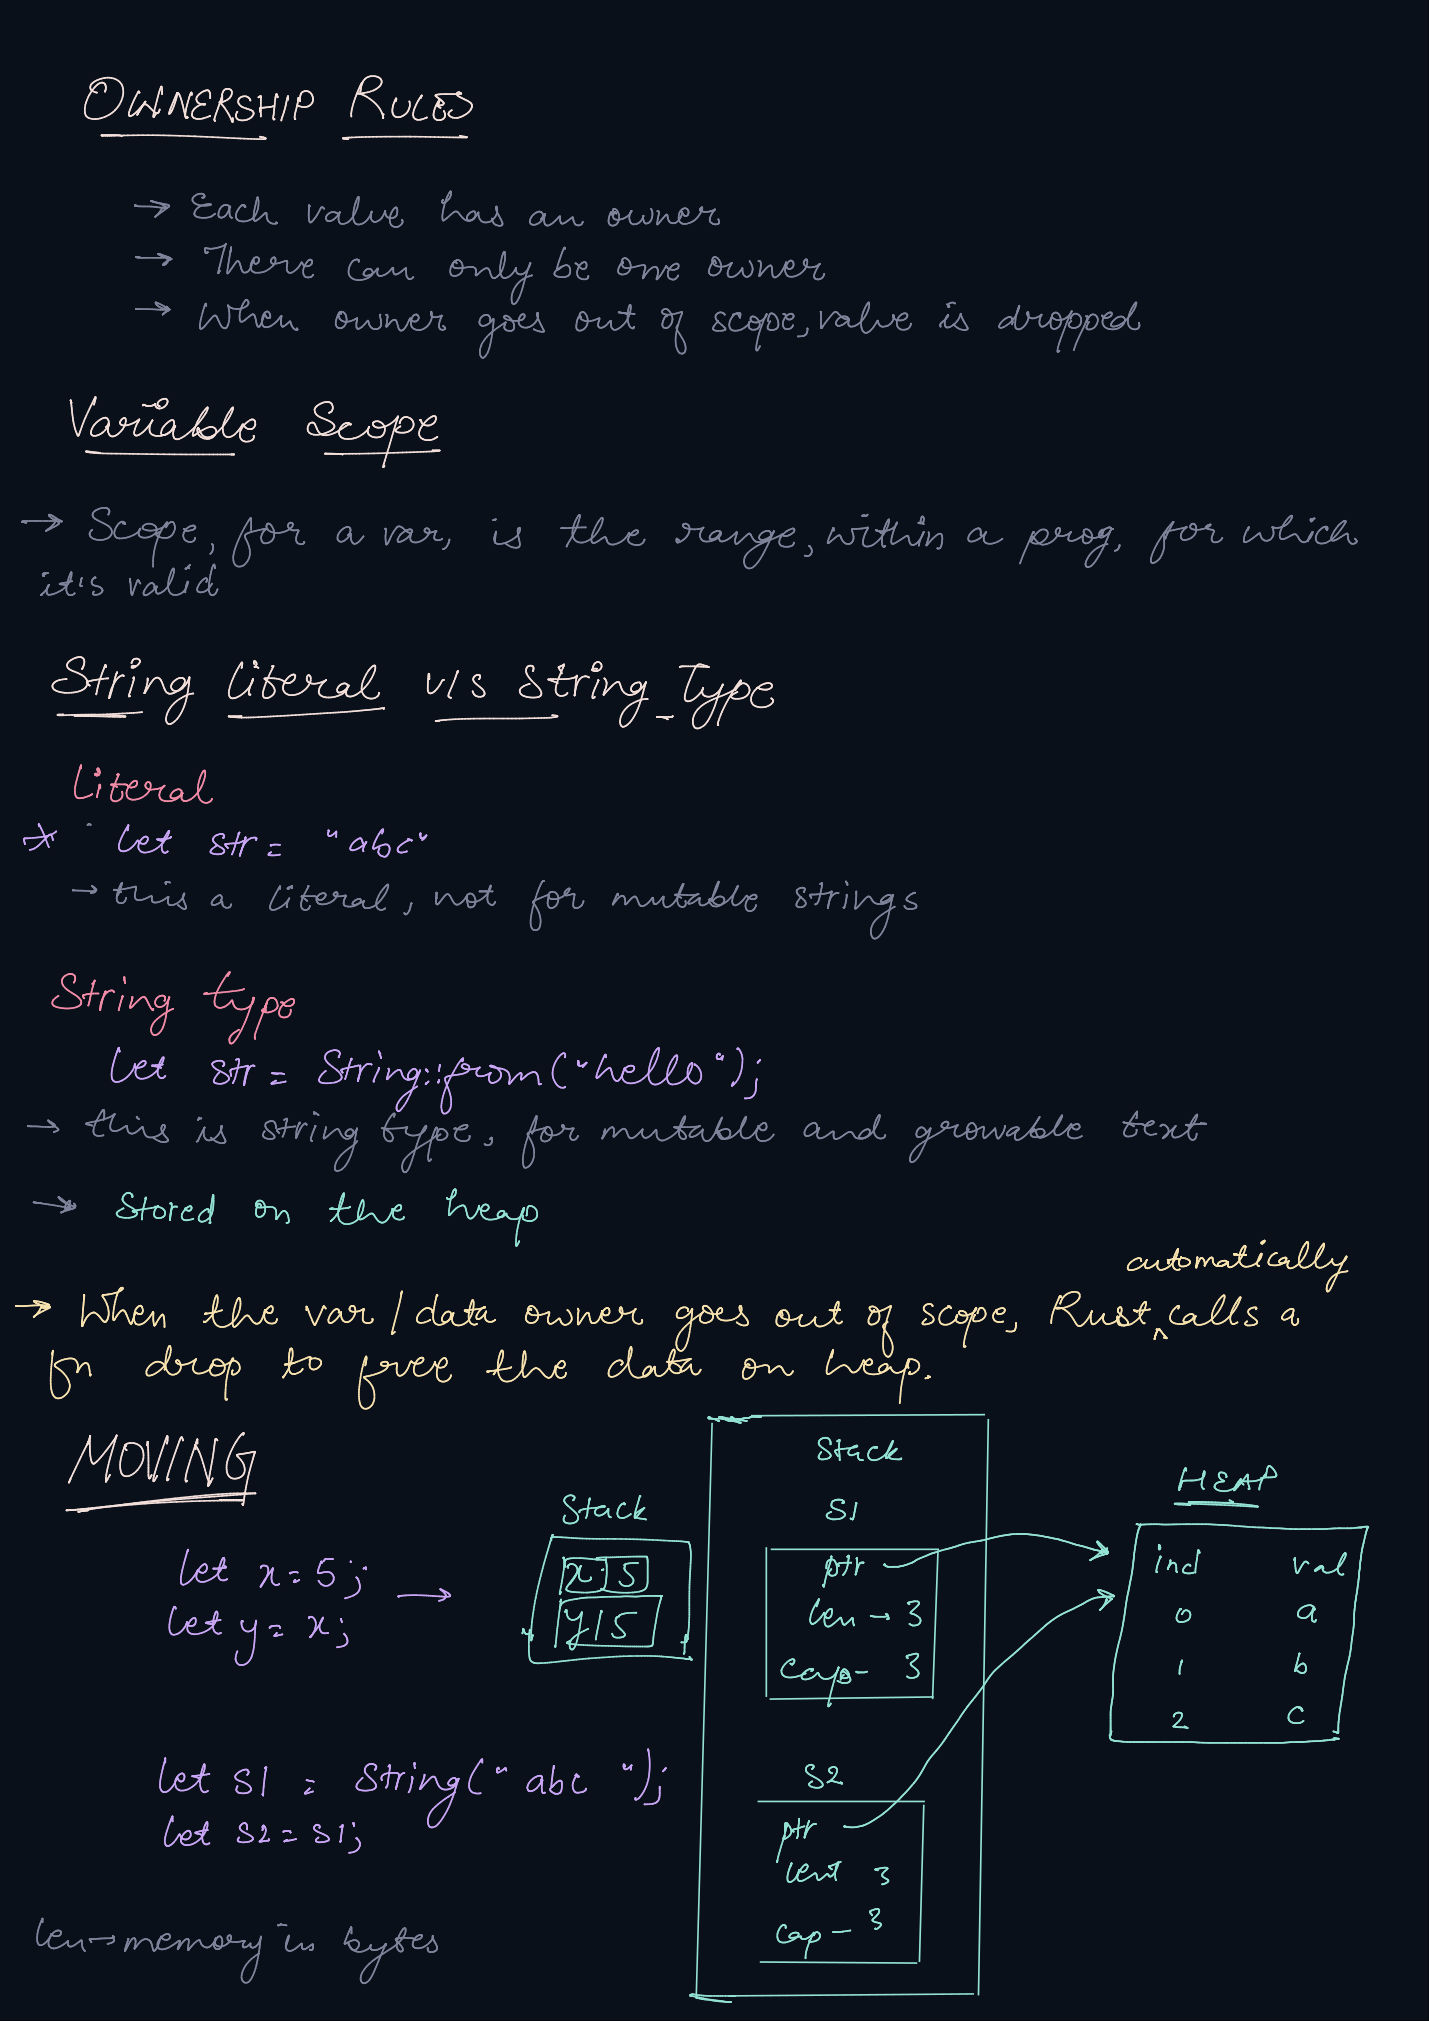 OWNERSHIP RULES
→ Each value has an owner
→ There can only be one owner
→ When owner goes out of scope, value is dropped
Variable Scope
→ Scope, for a var, is the range, within a prog, for which
it's valid
String literal v/s String Type
Literal
* let str = "abc"
→ this a literal, not for mutable strings
String type
let str = String::from("hello");
→ this is string type, for mutable and growable text
→ Stored on the heap
automatically
→ When the var / data owner goes out of scope, Rust ^ calls a
fn drop to free the data on heap.
MOVING
let x = 5;
let y = x;
→
Stack
x 5
y 5
Stack
S1
ptr
len → 3
cap - 3
S2
ptr
len 3
cap - 3
HEAP
ind val
0 a
1 b
2 c
let S1 = String("abc ");
let S2 = S1;
len → memory in bytes